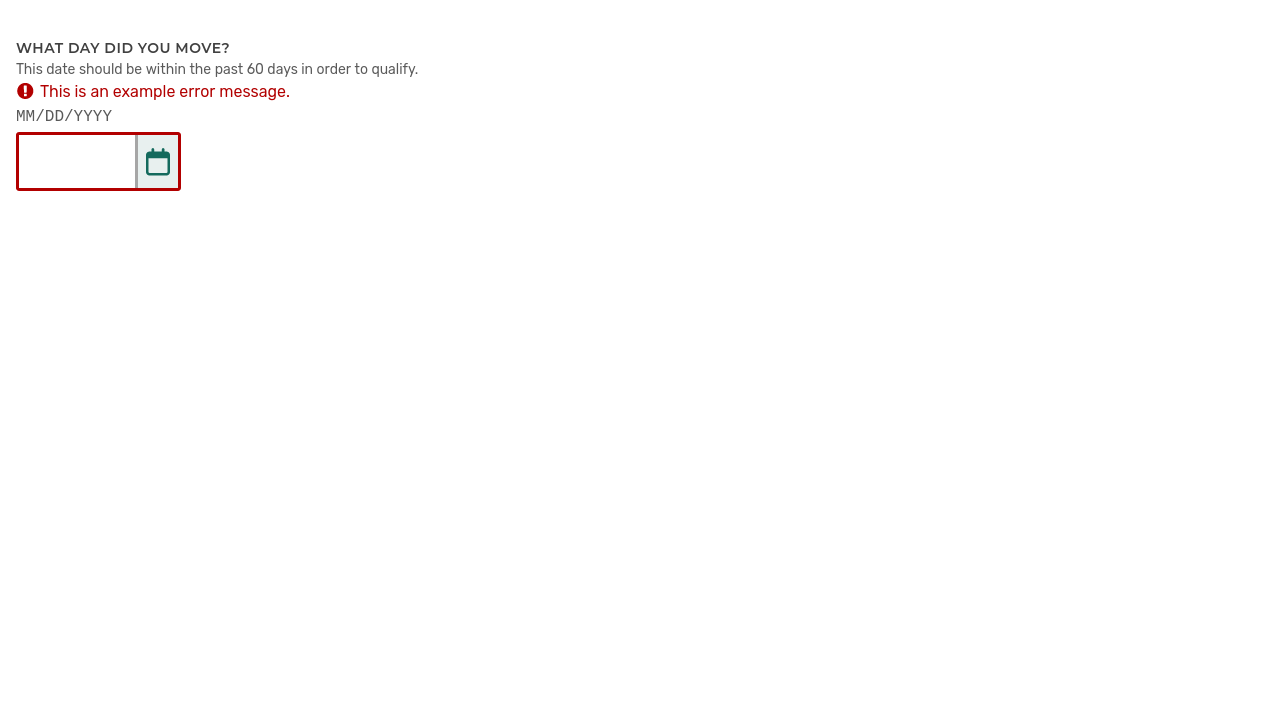 WHAT DAY DID YOU MOVE?
This date should be within the past 60 days in order to qualify.
This is an example error message.
MM/DD/YYYY